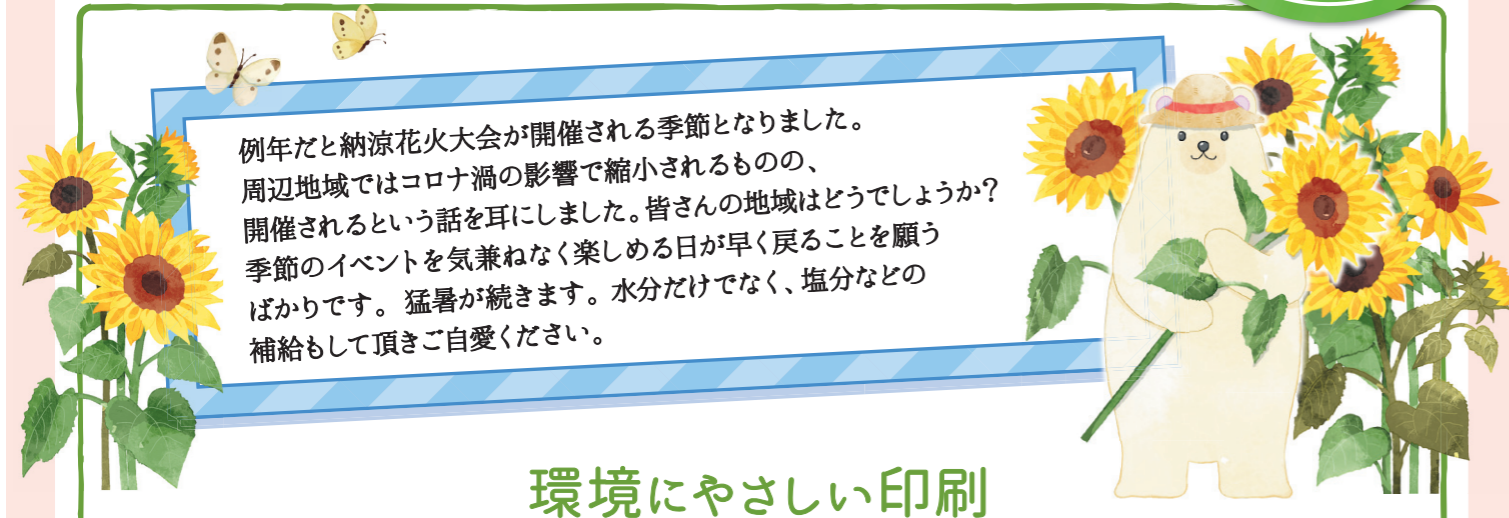 例年だと納涼花火大会が開催される季節となりました。
周辺地域ではコロナ渦の影響で縮小されるものの、
開催されるという話を耳にしました。皆さんの地域はどうでしょうか?
季節のイベントを気兼ねなく楽しめる日が早く戻ることを願う
ばかりです。猛暑が続きます。水分だけでなく、塩分などの
補給もして頂きご自愛ください。
環境にやさしい印刷